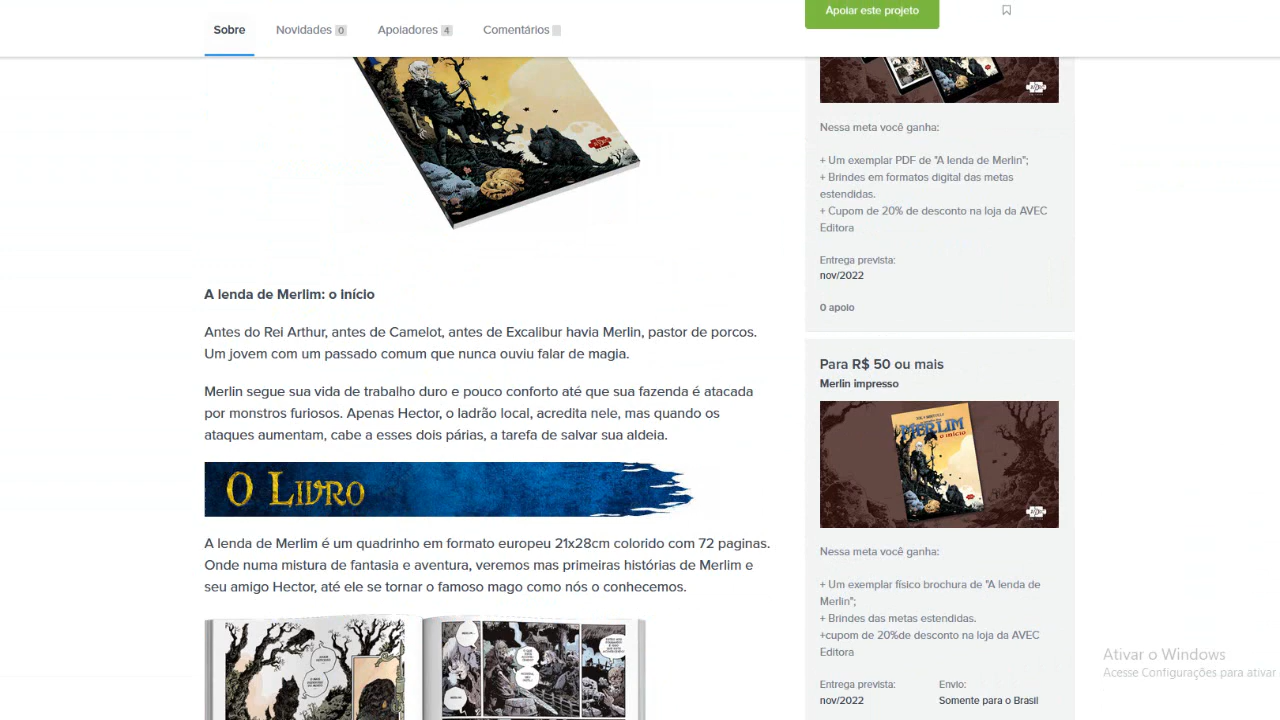 Sobre
Novidades 0
Apoiadores 4
Comentários
Apoiar este projeto
A lenda de Merlim: o início
Antes do Rei Arthur, antes de Camelot, antes de Excalibur havia Merlin, pastor de porcos.
Um jovem com um passado comum que nunca ouviu falar de magia.
Merlin segue sua vida de trabalho duro e pouco conforto até que sua fazenda é atacada
por monstros furiosos. Apenas Hector, o ladrão local, acredita nele, mas quando os
ataques aumentam, cabe a esses dois párias, a tarefa de salvar sua aldeia.
O Livro
A lenda de Merlim é um quadrinho em formato europeu 21x28cm colorido com 72 paginas.
Onde numa mistura de fantasia e aventura, veremos mas primeiras histórias de Merlim e
seu amigo Hector, até ele se tornar o famoso mago como nós o conhecemos.
Nessa meta você ganha:
+ Um exemplar PDF de "A lenda de Merlin";
+ Brindes em formatos digital das metas
estendidas.
+ Cupom de 20% de desconto na loja da AVEC
Editora
Entrega prevista:
nov/2022
0 apoio
Para R$ 50 ou mais
Merlin impresso
MERLIM
o início
Nessa meta você ganha:
+ Um exemplar físico brochura de "A lenda de
Merlin";
+ Brindes das metas estendidas.
+cupom de 20%de desconto na loja da AVEC
Editora
Entrega prevista:
nov/2022
Envio:
Somente para o Brasil
Ativar o Windows
Acesse Configurações para ativar